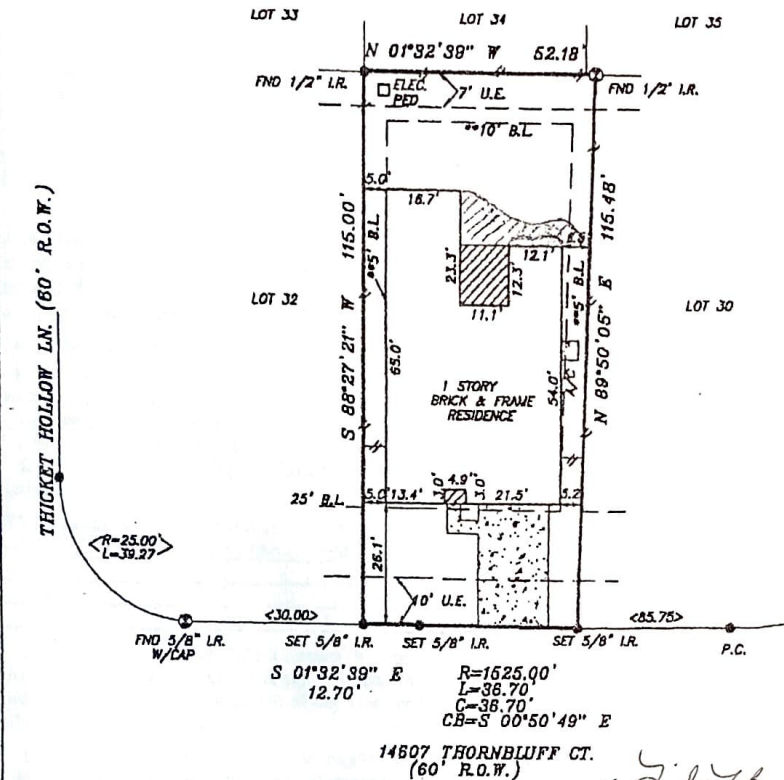 LOT 33
LOT 34
LOT 35
N 01°32'39" W 52.18'
FND 1/2" I.R.
ELEC.
PED
7' U.E.
FND 1/2" I.R.
**10' B.L.
5.0'
16.7'
THICKET HOLLOW LN. (60' R.O.W.)
S 88°27'21" W 115.00'
**5' B.L.
23.3'
12.3'
12.1'
11.1'
**5' B.L.
N 89°50'05" E 115.48'
LOT 32
LOT 30
65.0'
1 STORY
BRICK & FRAME
RESIDENCE
54.0'
A/C
25' B.L.
5.0'
13.4'
3.0'
4.9'
3.0'
21.5'
5.2'
<R=25.00'
L=39.27>
26.1'
10' U.E.
<30.00>
<85.75>
FND 5/8" I.R.
W/CAP
SET 5/8" I.R.
SET 5/8" I.R.
SET 5/8" I.R.
P.C.
S 01°32'39" E
12.70'
R=1525.00'
L=36.70'
C=36.70'
CB=S 00°50'49" E
14607 THORNBLUFF CT.
(60' R.O.W.)